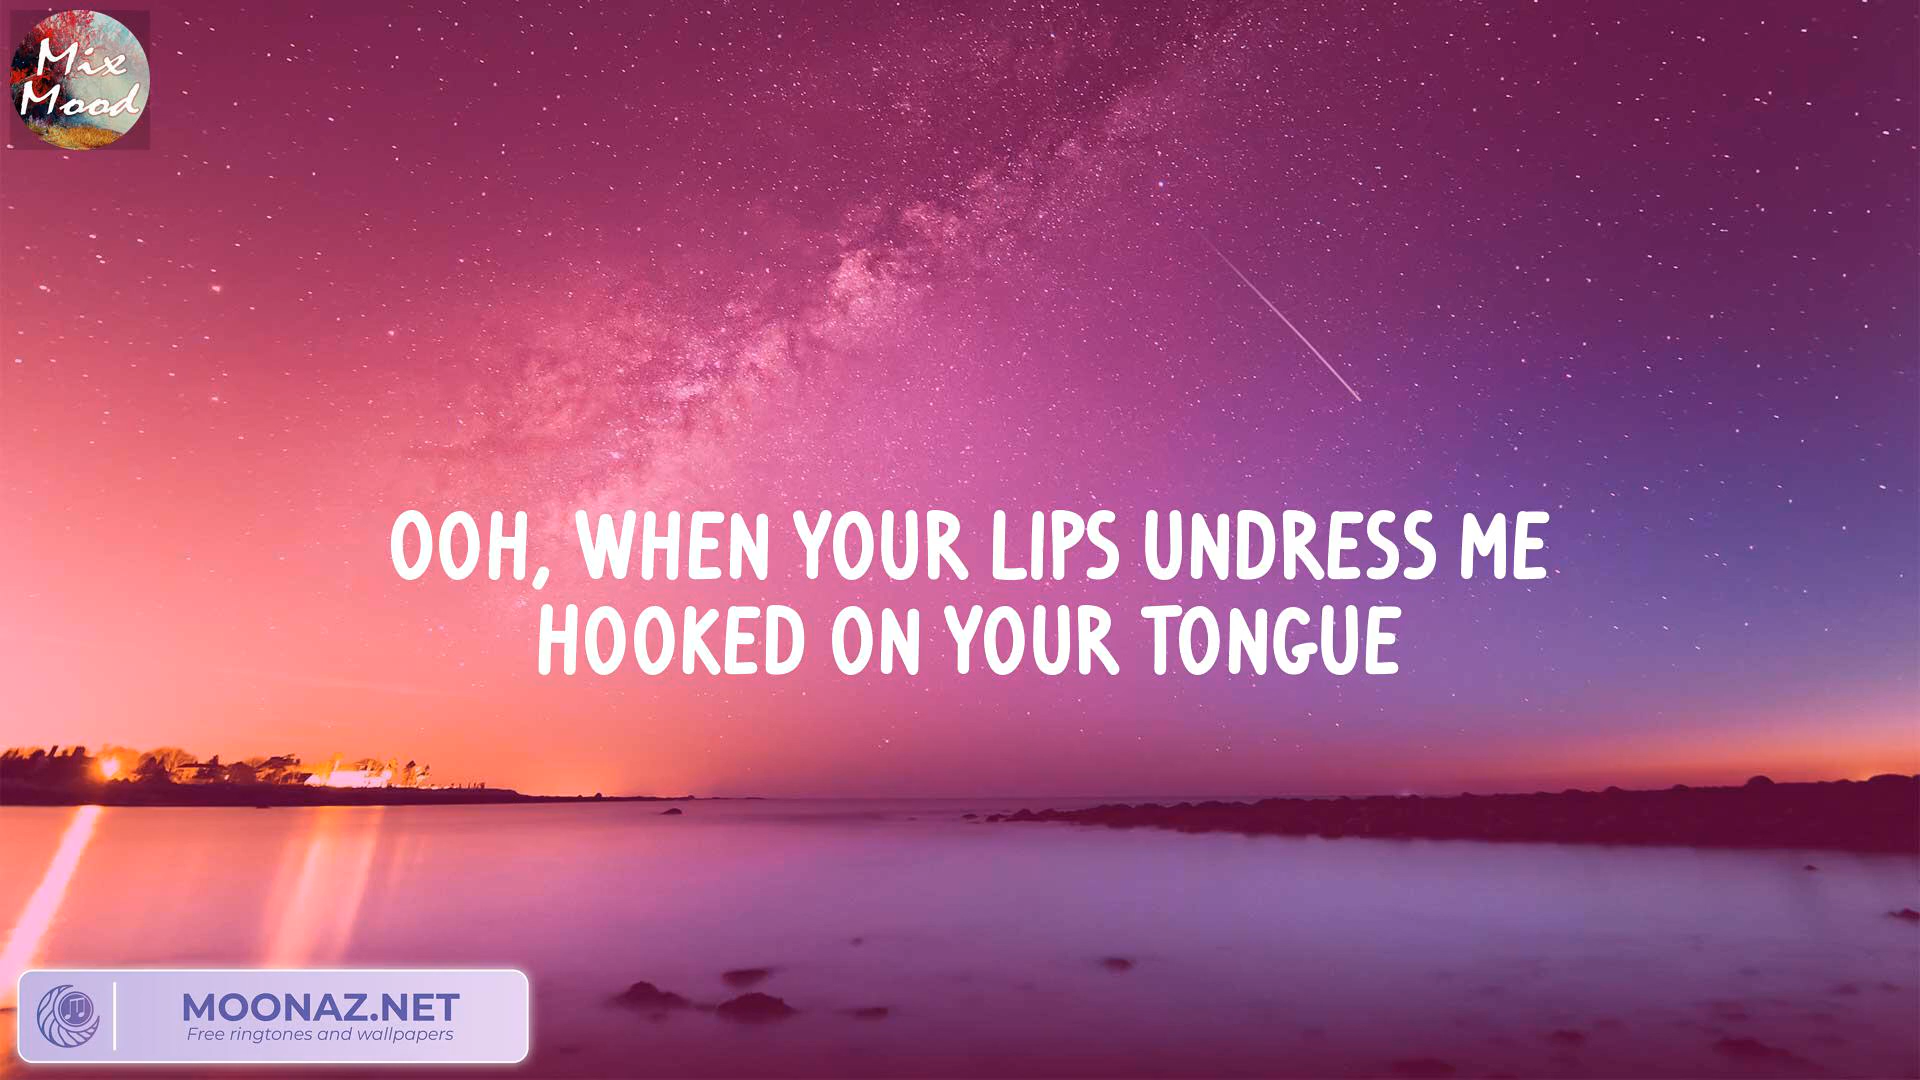 Mix
Mood
OOH, WHEN YOUR LIPS UNDRESS ME
HOOKED ON YOUR TONGUE
MOONAZ.NET
Free ringtones and wallpapers